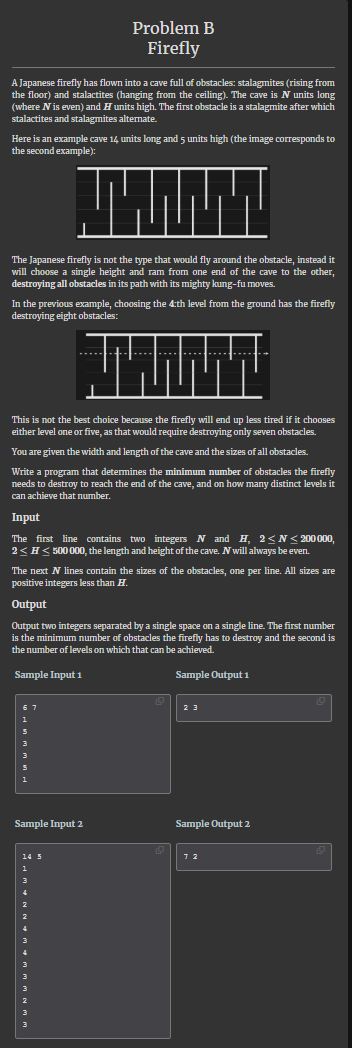 Problem B
Firefly
A Japanese firefly has flown into a cave full of obstacles: stalagmites (rising from
the floor) and stalactites (hanging from the ceiling). The cave is N units long
(where N is even) and H units high. The first obstacle is a stalagmite after which
stalactites and stalagmites alternate.
Here is an example cave 14 units long and 5 units high (the image corresponds to
the second example):
The Japanese firefly is not the type that would fly around the obstacle, instead it
will choose a single height and ram from one end of the cave to the other,
destroying all obstacles in its path with its mighty kung-fu moves.
In the previous example, choosing the 4:th level from the ground has the firefly
destroying eight obstacles:
This is not the best choice because the firefly will end up less tired if it chooses
either level one or five, as that would require destroying only seven obstacles.
You are given the width and length of the cave and the sizes of all obstacles.
Write a program that determines the minimum number of obstacles the firefly
needs to destroy to reach the end of the cave, and on how many distinct levels it
can achieve that number.
Input
The first line contains two integers N and H, 2 ≤ N ≤ 200 000,
2 ≤ H ≤ 500 000, the length and height of the cave. N will always be even.
The next N lines contain the sizes of the obstacles, one per line. All sizes are
positive integers less than H.
Output
Output two integers separated by a single space on a single line. The first number
is the minimum number of obstacles the firefly has to destroy and the second is
the number of levels on which that can be achieved.
Sample Input 1 Sample Output 1
6 7
1
5
3
3
5
1
2 3
Sample Input 2 Sample Output 2
14 5
1
3
4
2
2
4
3
4
3
3
3
2
3
3
7 2